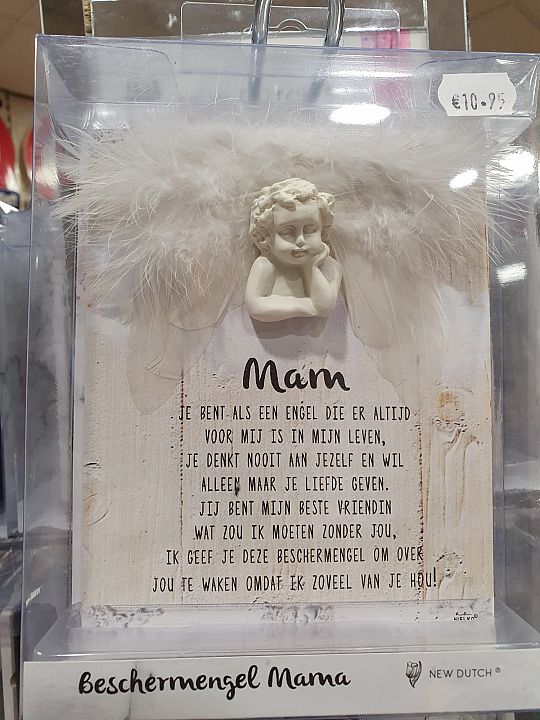 €10.95
Mam
JE BENT ALS EEN ENGEL DIE ER ALTIJD
VOOR MIJ IS IN MIJN LEVEN,
JE DENKT NOOIT AAN JEZELF EN WIL
ALLEEN MAAR JE LIEFDE GEVEN.
JIJ BENT MIJN BESTE VRIENDIN
WAT ZOU IK MOETEN ZONDER JOU,
IK GEEF JE DEZE BESCHERMENGEL OM OVER
JOU TE WAKEN OMDAT IK ZOVEEL VAN JE HOU!
Beschermengel Mama
NEW DUTCH®